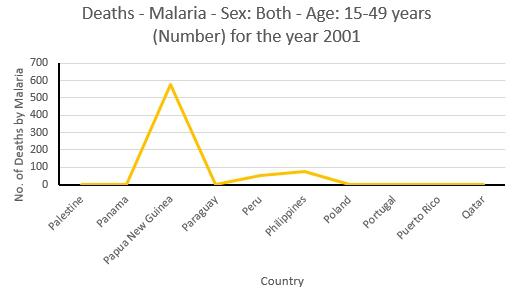 Deaths - Malaria - Sex: Both - Age: 15-49 years
(Number) for the year 2001
No. of Deaths by Malaria
700
600
500
400
300
200
100
0
Palestine
Panama
Papua New Guinea
Paraguay
Peru
Philippines
Poland
Portugal
Puerto Rico
Qatar
Country